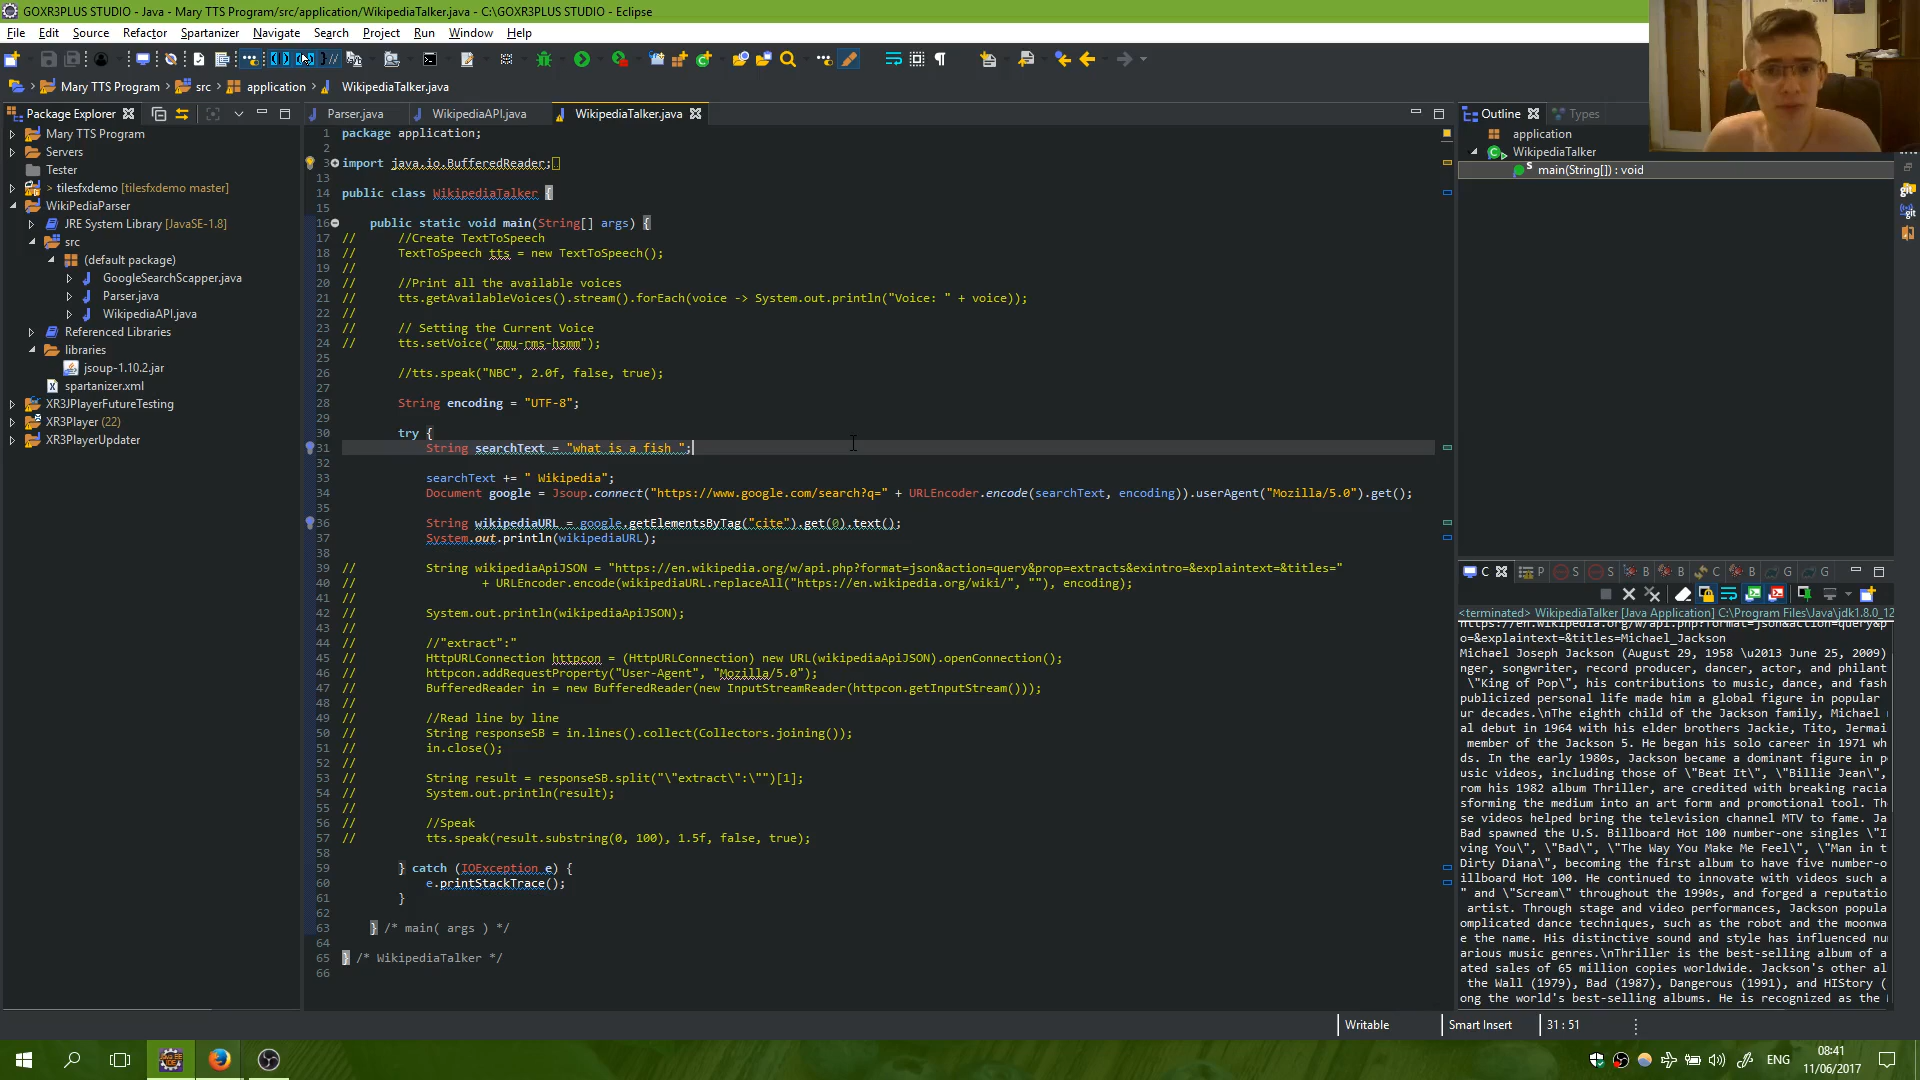 GOXR3PLUS STUDIO - Java - Mary TTS Program/src/application/WikipediaTalker.java - C:\GOXR3PLUS STUDIO - Eclipse
File Edit Source Refactor Spartanizer Navigate Search Project Run Window Help
Mary TTS Program src application WikipediaTalker.java
Package Explorer
Mary TTS Program
Servers
Tester
> tilesfxdemo [tilesfxdemo master]
WikiPediaParser
JRE System Library [JavaSE-1.8]
src
(default package)
GoogleSearchScapper.java
Parser.java
WikipediaAPI.java
Referenced Libraries
libraries
jsoup-1.10.2.jar
spartanizer.xml
XR3JPlayerFutureTesting
XR3Player (22)
XR3PlayerUpdater
Parser.java WikipediaAPI.java WikipediaTalker.java
1 package application;
2
3 import java.io.BufferedReader;
13
14 public class WikipediaTalker {
15
16 public static void main(String[] args) {
17 // //Create TextToSpeech
18 // TextToSpeech tts = new TextToSpeech();
19 //
20 // //Print all the available voices
21 // tts.getAvailableVoices().stream().forEach(voice -> System.out.println("Voice: " + voice));
22 //
23 // // Setting the Current Voice
24 // tts.setVoice("cmu-rms-hsmm");
25
26 //tts.speak("NBC", 2.0f, false, true);
27
28 String encoding = "UTF-8";
29
30 try {
31 String searchText = "what is a fish ";
32
33 searchText += " Wikipedia";
34 Document google = Jsoup.connect("https://www.google.com/search?q=" + URLEncoder.encode(searchText, encoding)).userAgent("Mozilla/5.0").get();
35
36 String wikipediaURL = google.getElementsByTag("cite").get(0).text();
37 System.out.println(wikipediaURL);
38
39 // String wikipediaApiJSON = "https://en.wikipedia.org/w/api.php?format=json&action=query&prop=extracts&exintro=&explaintext=&titles="
40 // + URLEncoder.encode(wikipediaURL.replaceAll("https://en.wikipedia.org/wiki/", ""), encoding);
41 //
42 // System.out.println(wikipediaApiJSON);
43 //
44 // //"extract":"
45 // HttpURLConnection httpcon = (HttpURLConnection) new URL(wikipediaApiJSON).openConnection();
46 // httpcon.addRequestProperty("User-Agent", "Mozilla/5.0");
47 // BufferedReader in = new BufferedReader(new InputStreamReader(httpcon.getInputStream()));
48 //
49 // //Read line by line
50 // String responseSB = in.lines().collect(Collectors.joining());
51 // in.close();
52 //
53 // String result = responseSB.split("\"extract\":\"")[1];
54 // System.out.println(result);
55 //
56 // //Speak
57 // tts.speak(result.substring(0, 100), 1.5f, false, true);
58
59 } catch (IOException e) {
60 e.printStackTrace();
61 }
62
63 } /* main( args ) */
64
65 } /* WikipediaTalker */
66
Outline Types
application
WikipediaTalker
main(String[]) : void
C P S S B B C B G G
<terminated> WikipediaTalker [Java Application] C:\Program Files\Java\jdk1.8.0_12
https://en.wikipedia.org/w/api.php?format=json&action=query&p
o=&explaintext=&titles=Michael_Jackson
Michael Joseph Jackson (August 29, 1958 \u2013 June 25, 2009)
nger, songwriter, record producer, dancer, actor, and philant
\"King of Pop\", his contributions to music, dance, and fash
publicized personal life made him a global figure in popular
ur decades.\nThe eighth child of the Jackson family, Michael
al debut in 1964 with his elder brothers Jackie, Tito, Jermai
member of the Jackson 5. He began his solo career in 1971 wh
ds. In the early 1980s, Jackson became a dominant figure in p
usic videos, including those of \"Beat It\", \"Billie Jean\",
rom his 1982 album Thriller, are credited with breaking racia
sforming the medium into an art form and promotional tool. Th
se videos helped bring the television channel MTV to fame. Ja
Bad spawned the U.S. Billboard Hot 100 number-one singles \"I
ving You\", \"Bad\", \"The Way You Make Me Feel\", \"Man in t
Dirty Diana\", becoming the first album to have five number-o
illboard Hot 100. He continued to innovate with videos such a
" and \"Scream\" throughout the 1990s, and forged a reputatio
artist. Through stage and video performances, Jackson popula
omplicated dance techniques, such as the robot and the moonwa
e the name. His distinctive sound and style has influenced nu
arious music genres.\nThriller is the best-selling album of a
ated sales of 65 million copies worldwide. Jackson's other al
the Wall (1979), Bad (1987), Dangerous (1991), and HIStory (
ong the world's best-selling albums. He is recognized as the
Writable Smart Insert 31 : 51
ENG
08:41
11/06/2017